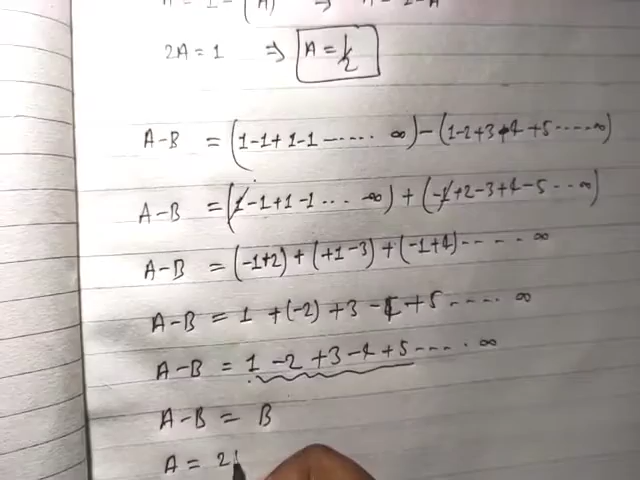 A = 1 - (A) ⇒ A = 1-A
2A = 1 ⇒ A = 1/2
A-B = (1-1+1-1 ------ ∞) - (1-2+3-4+5 ----- ∞)
A-B = (1-1+1-1 ... --- ∞) + (-1+2-3+4-5 -- ∞)
A-B = (-1+2) + (+1-3) + (-1+4) ---- - ∞
A-B = 1 + (-2) + 3 - 4 + 5 ---- . ∞
A-B = 1 - 2 + 3 - 4 + 5 --- . ∞
A-B = B
A = 2